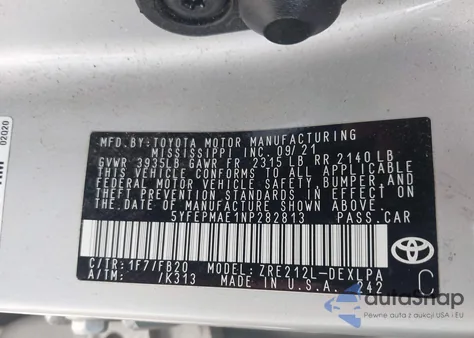 MFD.BY:TOYOTA MOTOR MANUFACTURING
MISSISSIPPI INC. 09/21
GVWR 3935LB GAWR FR 2315 LB RR 2140 LB
THIS VEHICLE CONFORMS TO ALL APPLICABLE
FEDERAL MOTOR VEHICLE SAFETY, BUMPER, AND
THEFT PREVENTION STANDARDS IN EFFECT ON
THE DATE OF MANUFACTURE SHOWN ABOVE.
5YFEPMAE1NP282813 PASS.CAR
C/TR: 1F7/FB20 MODEL: ZRE212L-DEXLPA
A/TM: /K313 MADE IN U.S.A. 242
TOYOTA
C
02020
autoSnap
Pewne auta z aukcji USA i EU